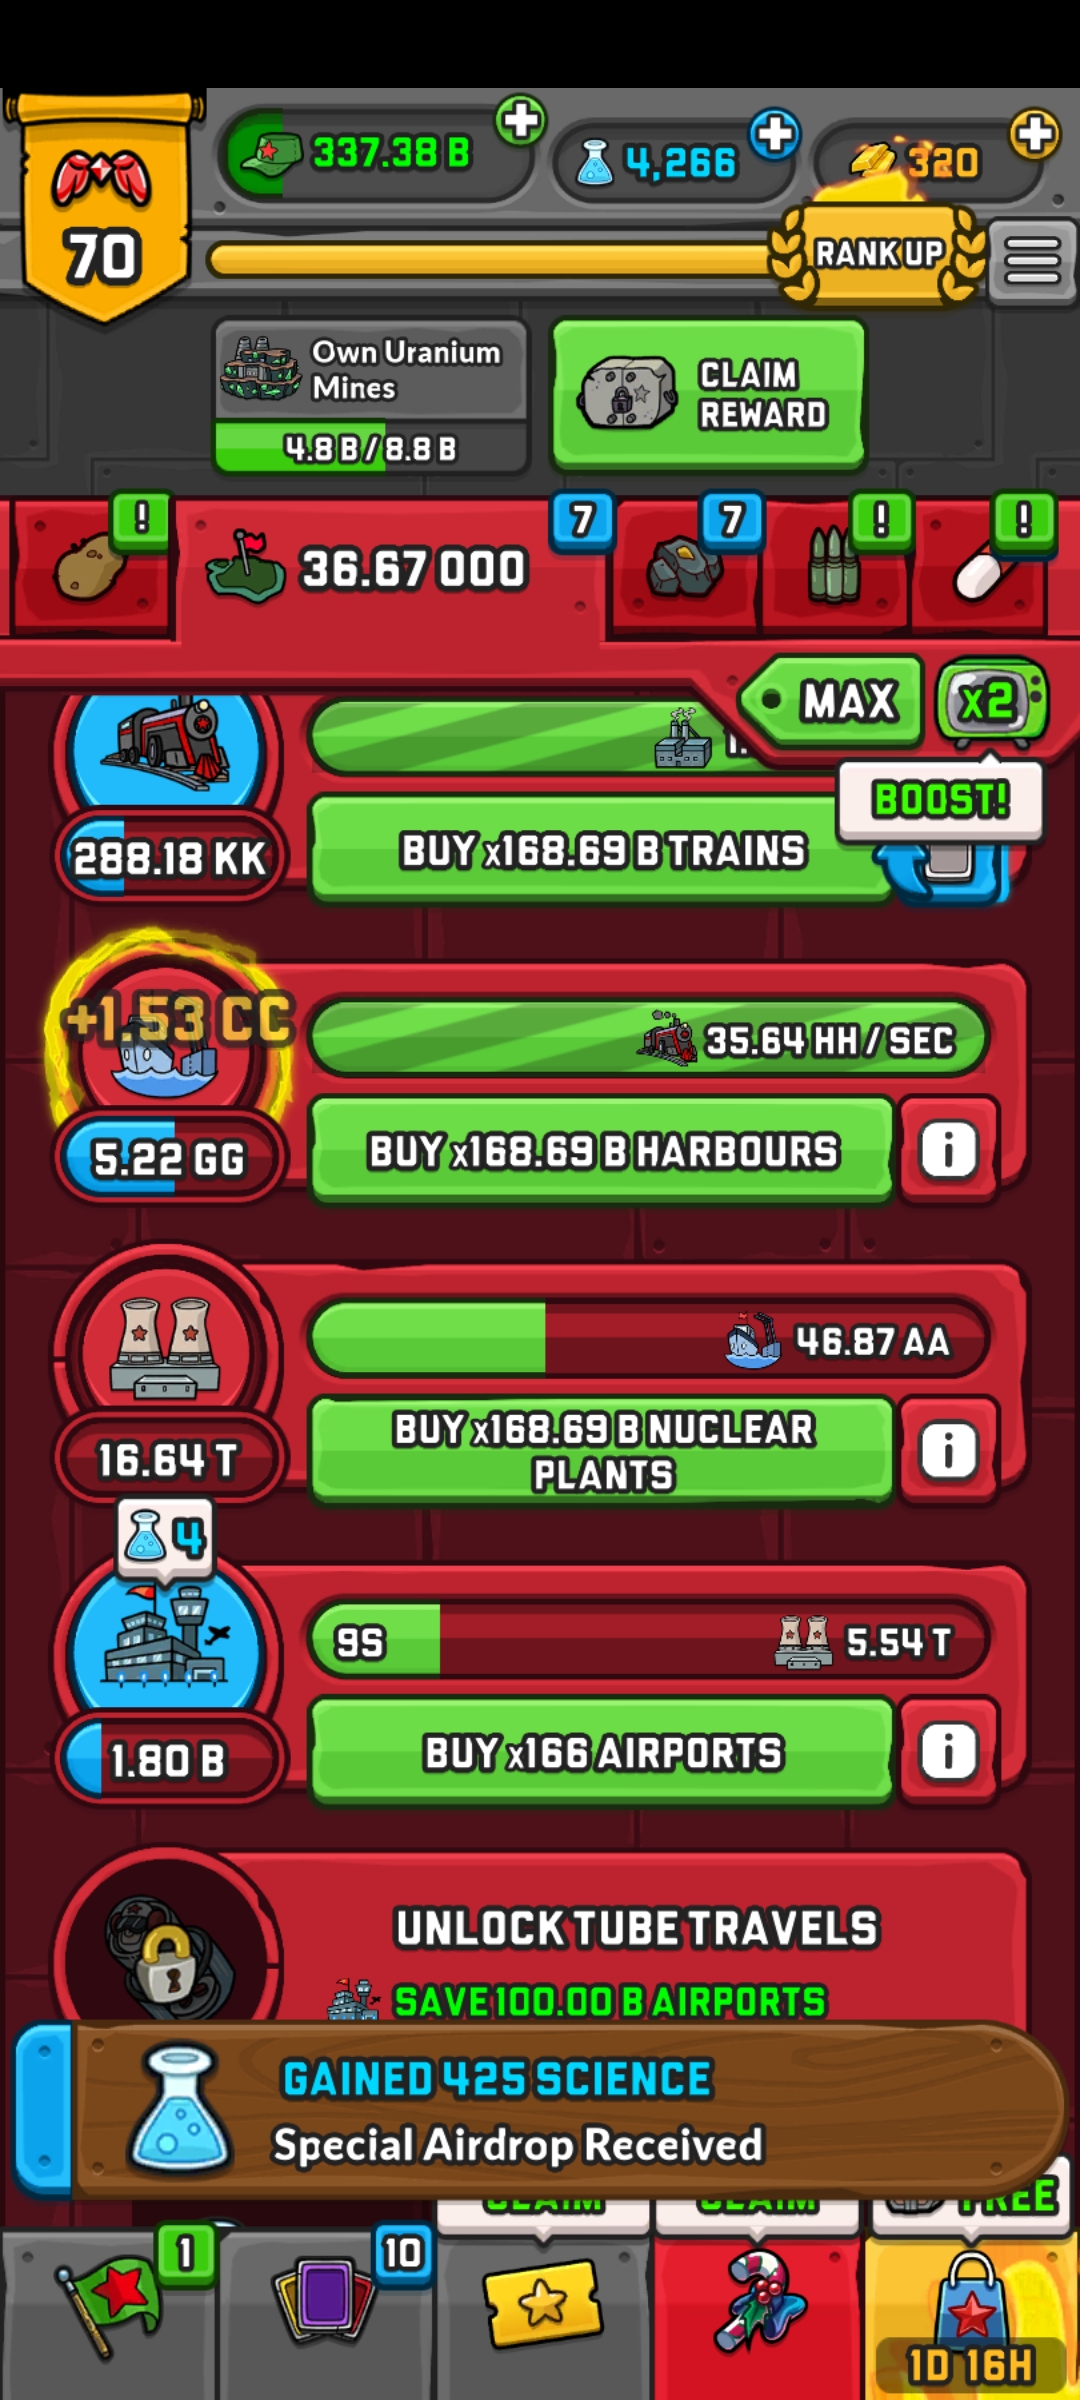 337.38 B
4,266
320
70
RANK UP
Own Uranium
Mines
4.8 B / 8.8 B
CLAIM
REWARD
!
36.67 000
7
7
!
!
MAX
x2
BOOST!
288.18 KK
BUY x168.69 B TRAINS
+1.53 CC
35.64 HH / SEC
5.22 GG
BUY x168.69 B HARBOURS
i
46.87 AA
16.64 T
BUY x168.69 B NUCLEAR
PLANTS
i
4
9S
5.54 T
1.80 B
BUY x166 AIRPORTS
i
UNLOCK TUBE TRAVELS
SAVE 100.00 B AIRPORTS
GAINED 425 SCIENCE
Special Airdrop Received
CLAIM
CLAIM
FREE
1
10
1D 16H